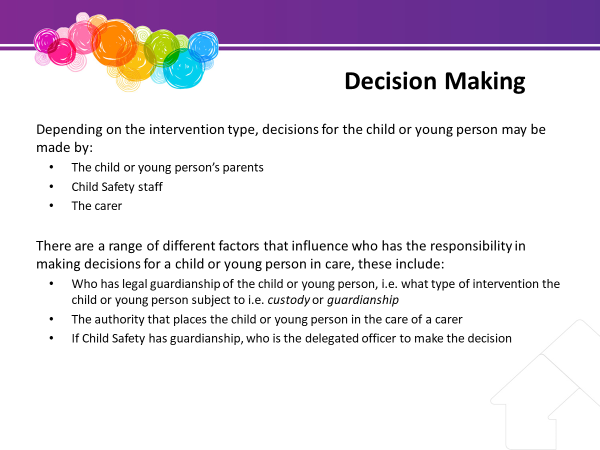 Decision Making
Depending on the intervention type, decisions for the child or young person may be
made by:
• The child or young person's parents
• Child Safety staff
• The carer
There are a range of different factors that influence who has the responsibility in
making decisions for a child or young person in care, these include:
• Who has legal guardianship of the child or young person, i.e. what type of intervention the
child or young person subject to i.e. custody or guardianship
• The authority that places the child or young person in the care of a carer
• If Child Safety has guardianship, who is the delegated officer to make the decision